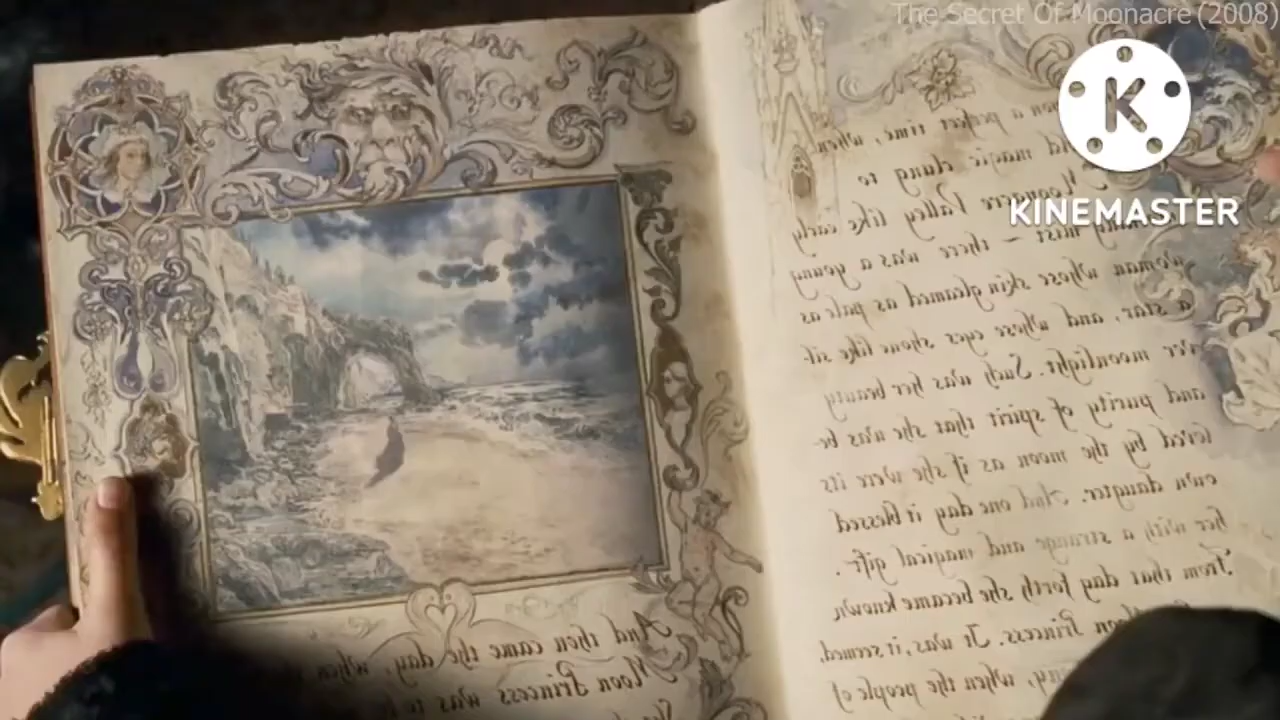 The Secret Of Moonacre (2008)
K
KINEMASTER
And then came the day, when
Moon Princess was to
a perfect time, when
magic clung to
Moonacre Valley like early
mist – there was a young
woman whose skin gleamed as pale as
a star, and whose eyes shone like sil-
ver moonlight. Such was her beauty
and purity of spirit that she was be-
loved by the moon as if she were its
own daugter. And one day it blessed
her with a strange and magical gift.
From that day forth she became known
Princess. It was, it seemed,
when the people of